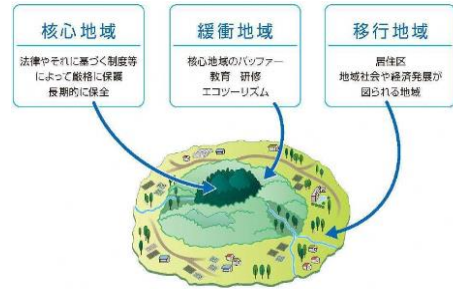 核心地域
法律やそれに基づく制度等
によって厳格に保護
長期的に保全
緩衝地域
核心地域のバッファー
教育　研修
エコツーリズム
移行地域
居住区
地域社会や経済発展が
図られる地域